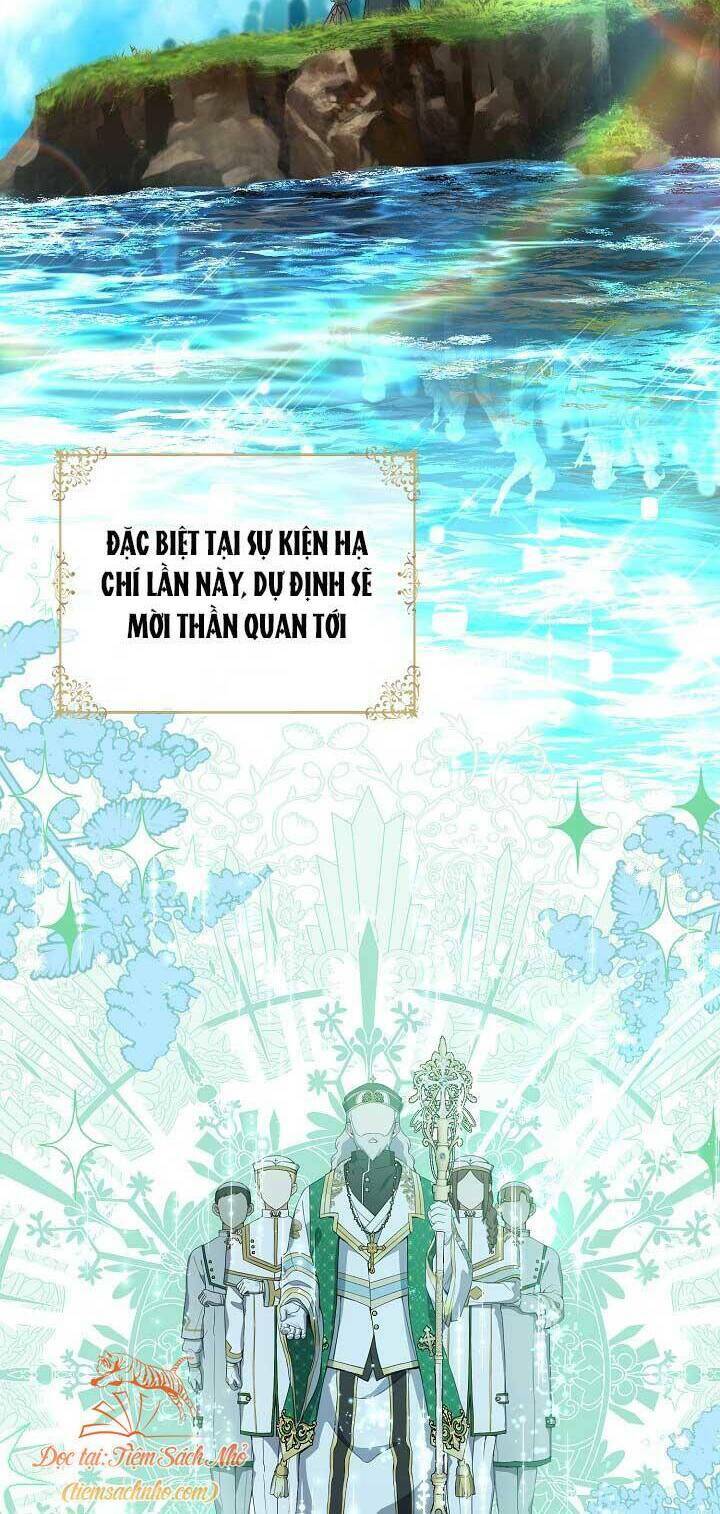 ĐẶC BIỆT TẠI SỰ KIỆN HẠ
CHÍ LẦN NÀY, DỰ ĐỊNH SẼ
MỜI THẦN QUAN TỚI
Đọc tại: Tiệm Sách Nhỏ
(tiemsachnho.com)